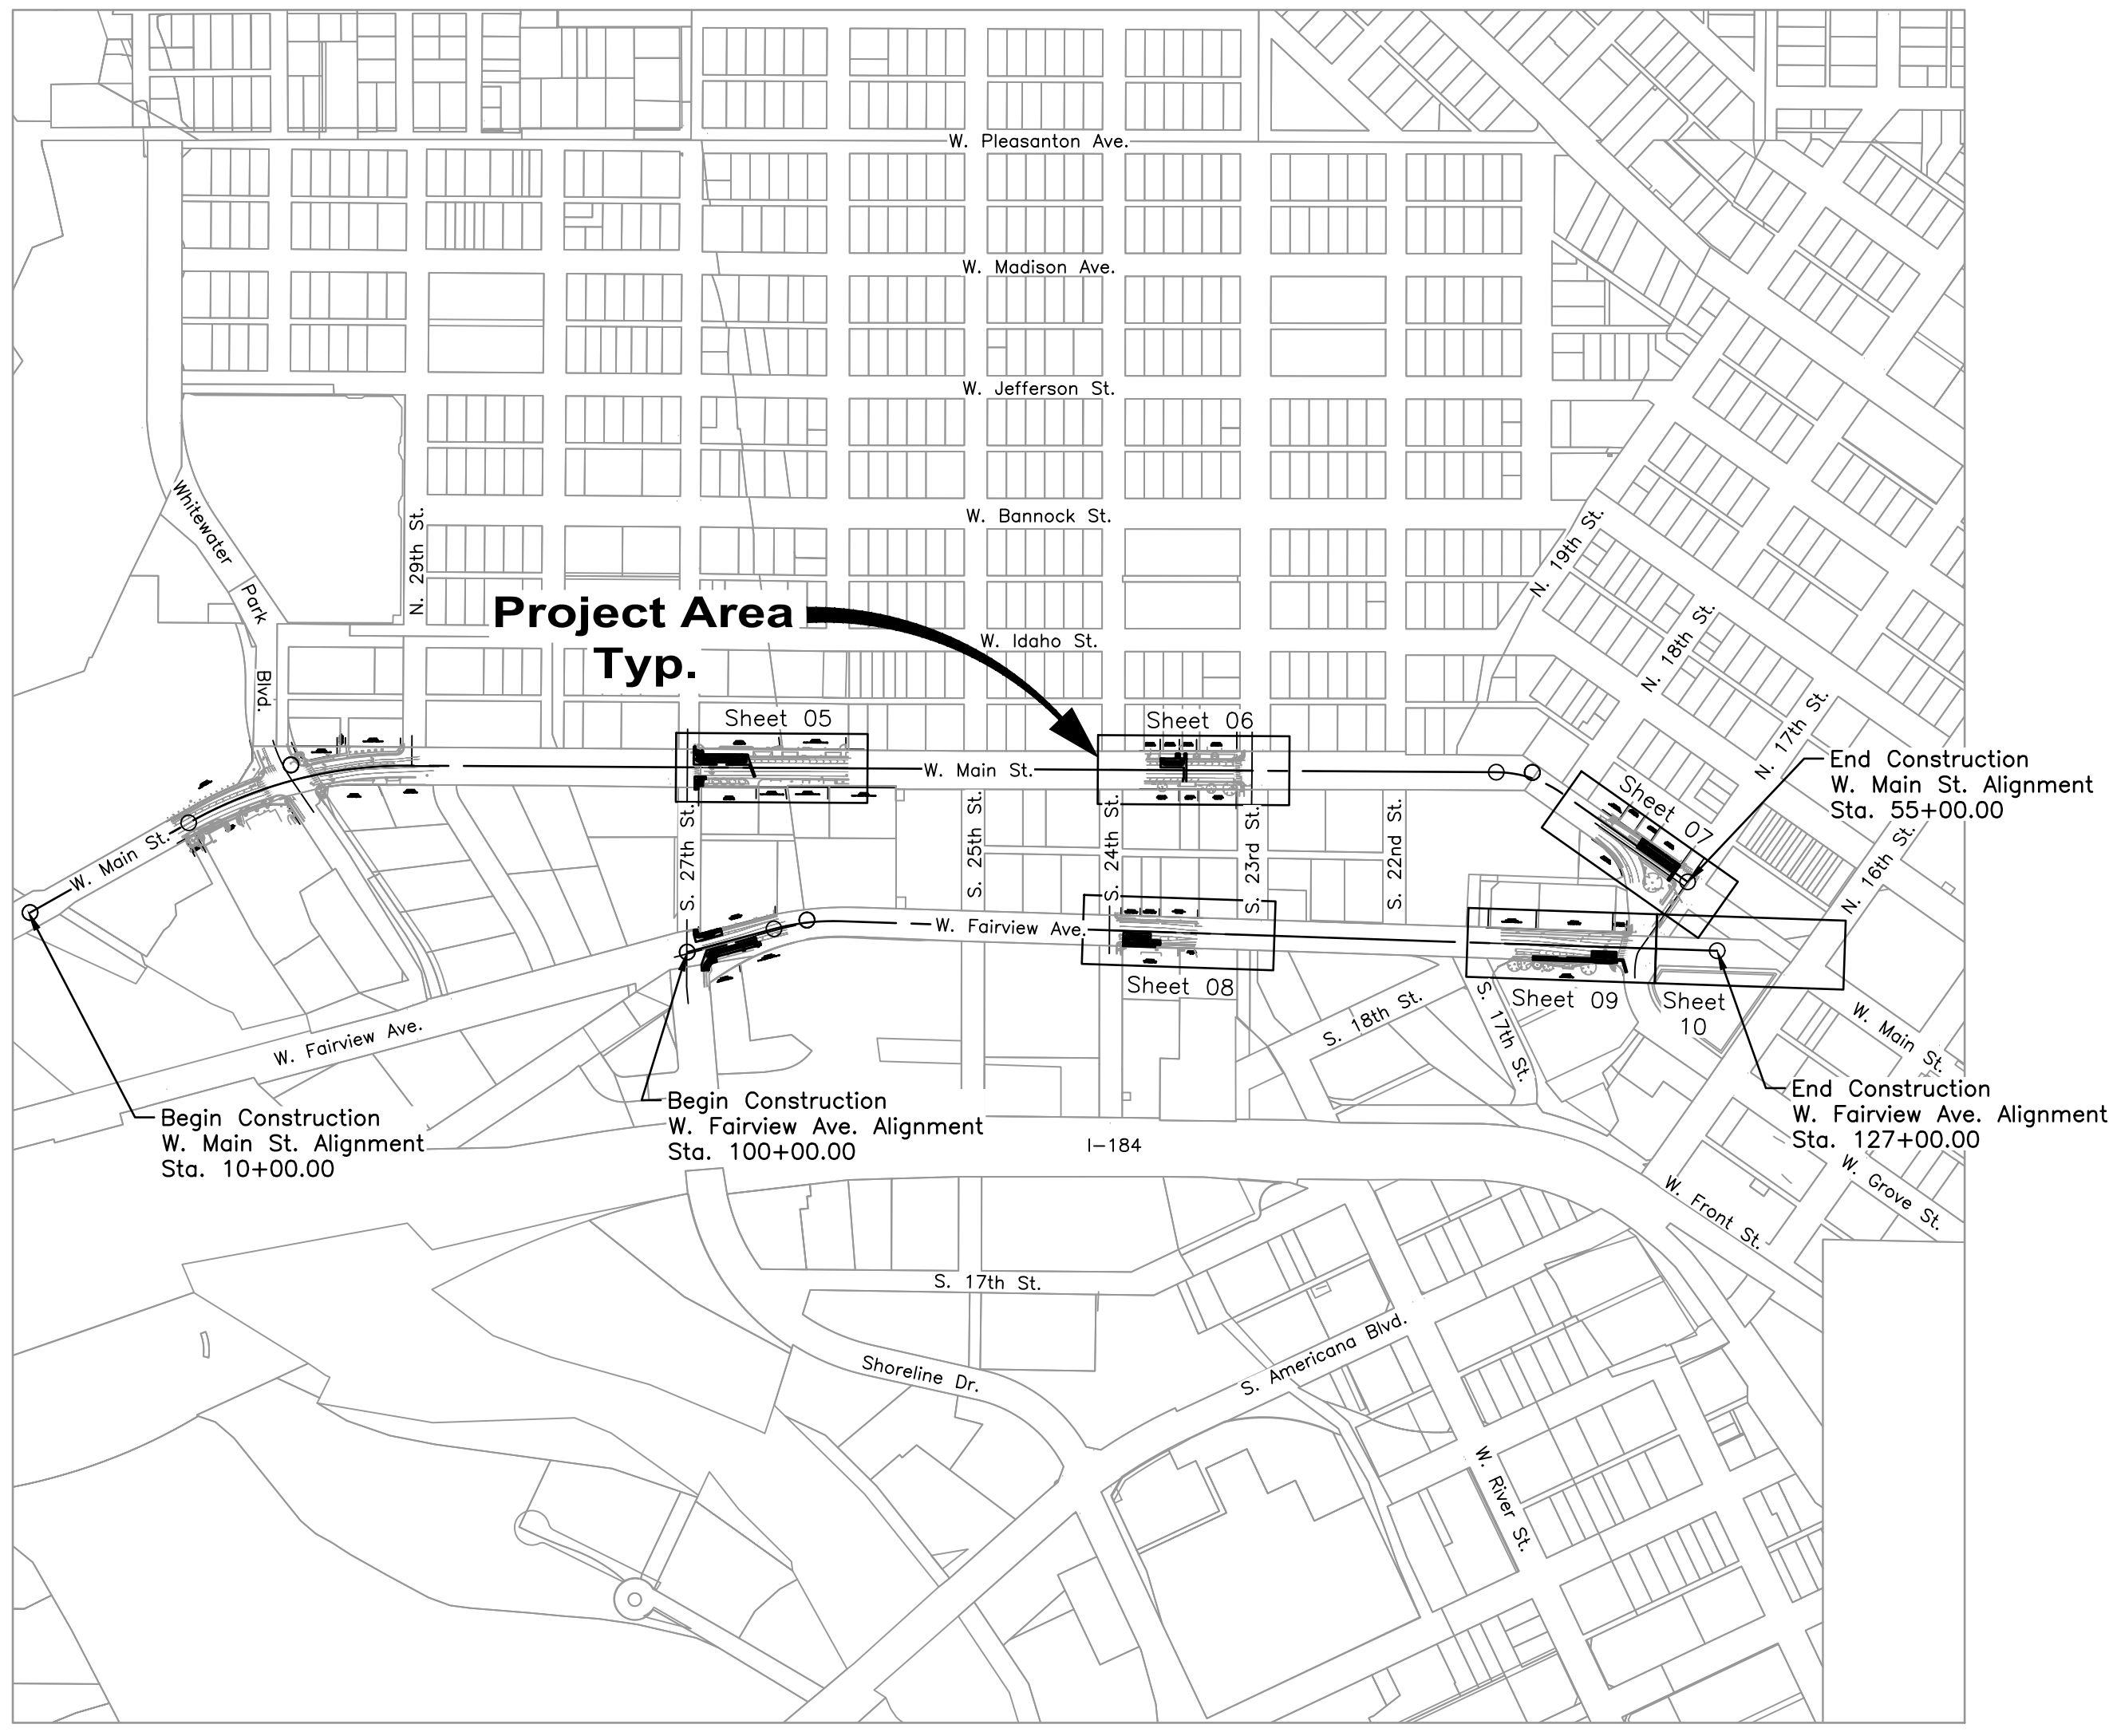 W. Pleasanton Ave.
W. Madison Ave.
W. Jefferson St.
W. Bannock St.
N. 29th St.
Whitewater
Park
Blvd.
N. 19th St.
Project Area
Typ.
W. Idaho St.
N. 18th St.
N. 17th St.
Sheet 05
Sheet 06
W. Main St.
Sheet 07
End Construction
W. Main St. Alignment
Sta. 55+00.00
W. Main St.
S. 27th St.
S. 25th St.
S. 24th St.
S. 23rd St.
S. 22nd St.
N. 16th St.
W. Fairview Ave.
Sheet 08
Sheet 09
Sheet
10
W. Fairview Ave.
S. 18th St.
S. 17th St.
W. Main St.
Begin Construction
W. Main St. Alignment
Sta. 10+00.00
Begin Construction
W. Fairview Ave. Alignment
Sta. 100+00.00
I-184
End Construction
W. Fairview Ave. Alignment
Sta. 127+00.00
W. Grove St.
W. Front St.
S. 17th St.
Shoreline Dr.
S. Americana Blvd.
W. River St.